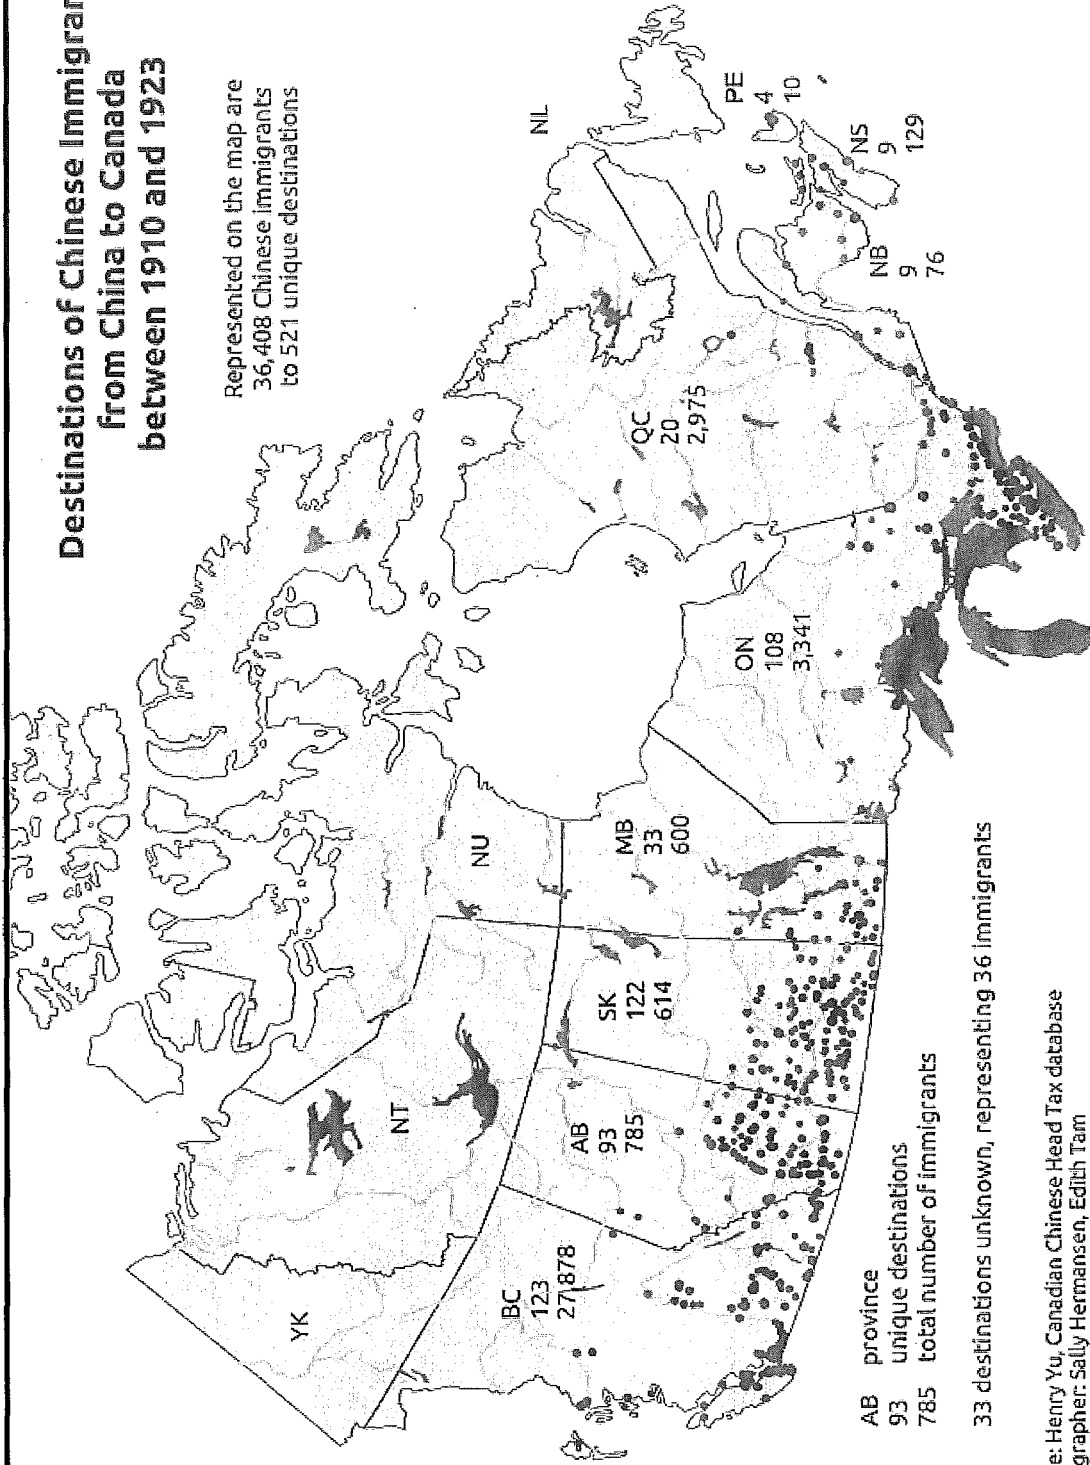 Destinations of Chinese Immigran
from China to Canada
between 1910 and 1923
Represented on the map are
36,408 Chinese immigrants
to 521 unique destinations
YK
NT
NU
NL
BC
123
27,878
AB
93
785
SK
122
614
MB
33
600
ON
108
3,341
QC
20
2,975
NB
9
76
NS
9
129
PE
4
10
AB province
93 unique destinations
785 total number of immigrants
33 destinations unknown, representing 36 immigrants
e: Henry Yu, Canadian Chinese Head Tax database
grapher: Sally Hermansen, Edith Tam